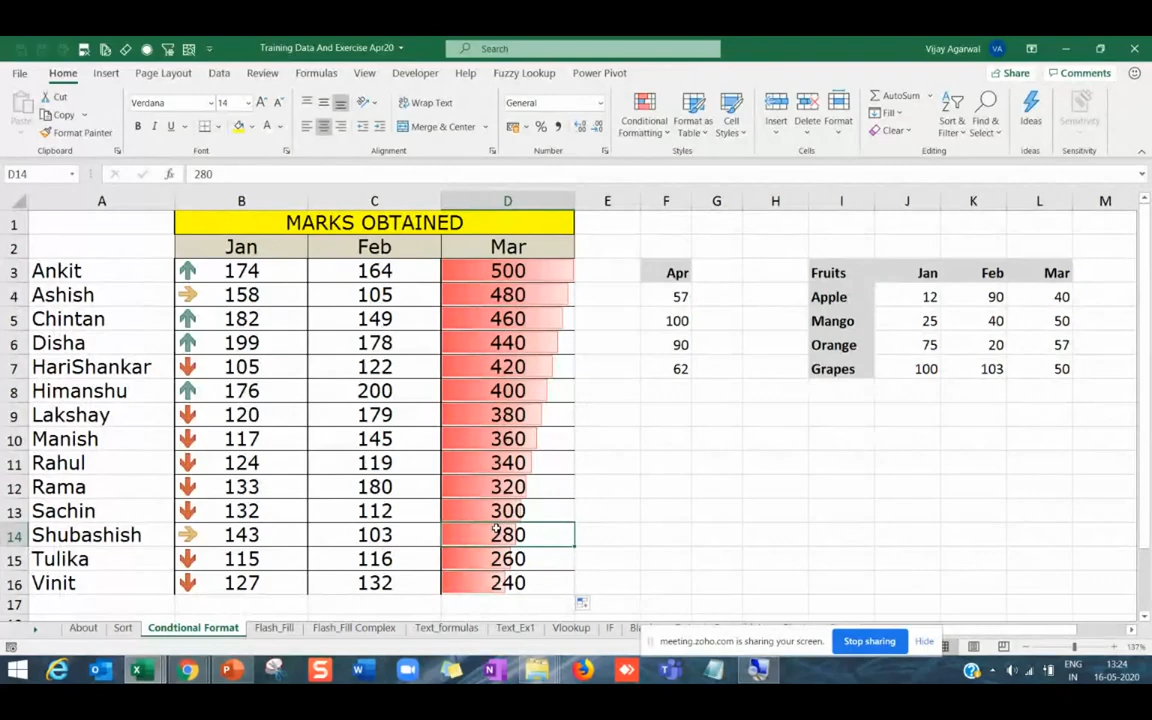 Training Data And Exercise Apr20
Search
Vijay Agarwal VA
File Home Insert Page Layout Formulas Data Review View Developer Help Fuzzy Lookup Power Pivot
Share Comments
Cut
Copy
Format Painter
Paste
Clipboard
Verdana 14
B I U
Font
Wrap Text
Merge & Center
Alignment
General
%
Number
Conditional Formatting
Format as Table
Cell Styles
Styles
Insert Delete Format
Cells
AutoSum
Fill
Clear
Sort & Filter
Find & Select
Editing
Ideas
Ideas
Sensitivity
Sensitivity
D14 fx 280
A B C D E F G H I J K L M
1 MARKS OBTAINED
2 Jan Feb Mar
3 Ankit 174 164 500 Apr Fruits Jan Feb Mar
4 Ashish 158 105 480 57 Apple 12 90 40
5 Chintan 182 149 460 100 Mango 25 40 50
6 Disha 199 178 440 90 Orange 75 20 57
7 HariShankar 105 122 420 62 Grapes 100 103 50
8 Himanshu 176 200 400
9 Lakshay 120 179 380
10 Manish 117 145 360
11 Rahul 124 119 340
12 Rama 133 180 320
13 Sachin 132 112 300
14 Shubashish 143 103 280
15 Tulika 115 116 260
16 Vinit 127 132 240
17
About Sort Condtional Format Flash_Fill Flash_Fill Complex Text_formulas Text_Ex1 Vlookup IF
meeting.zoho.com is sharing your screen. Stop sharing Hide
137%
ENG
IN
13:24
16-05-2020